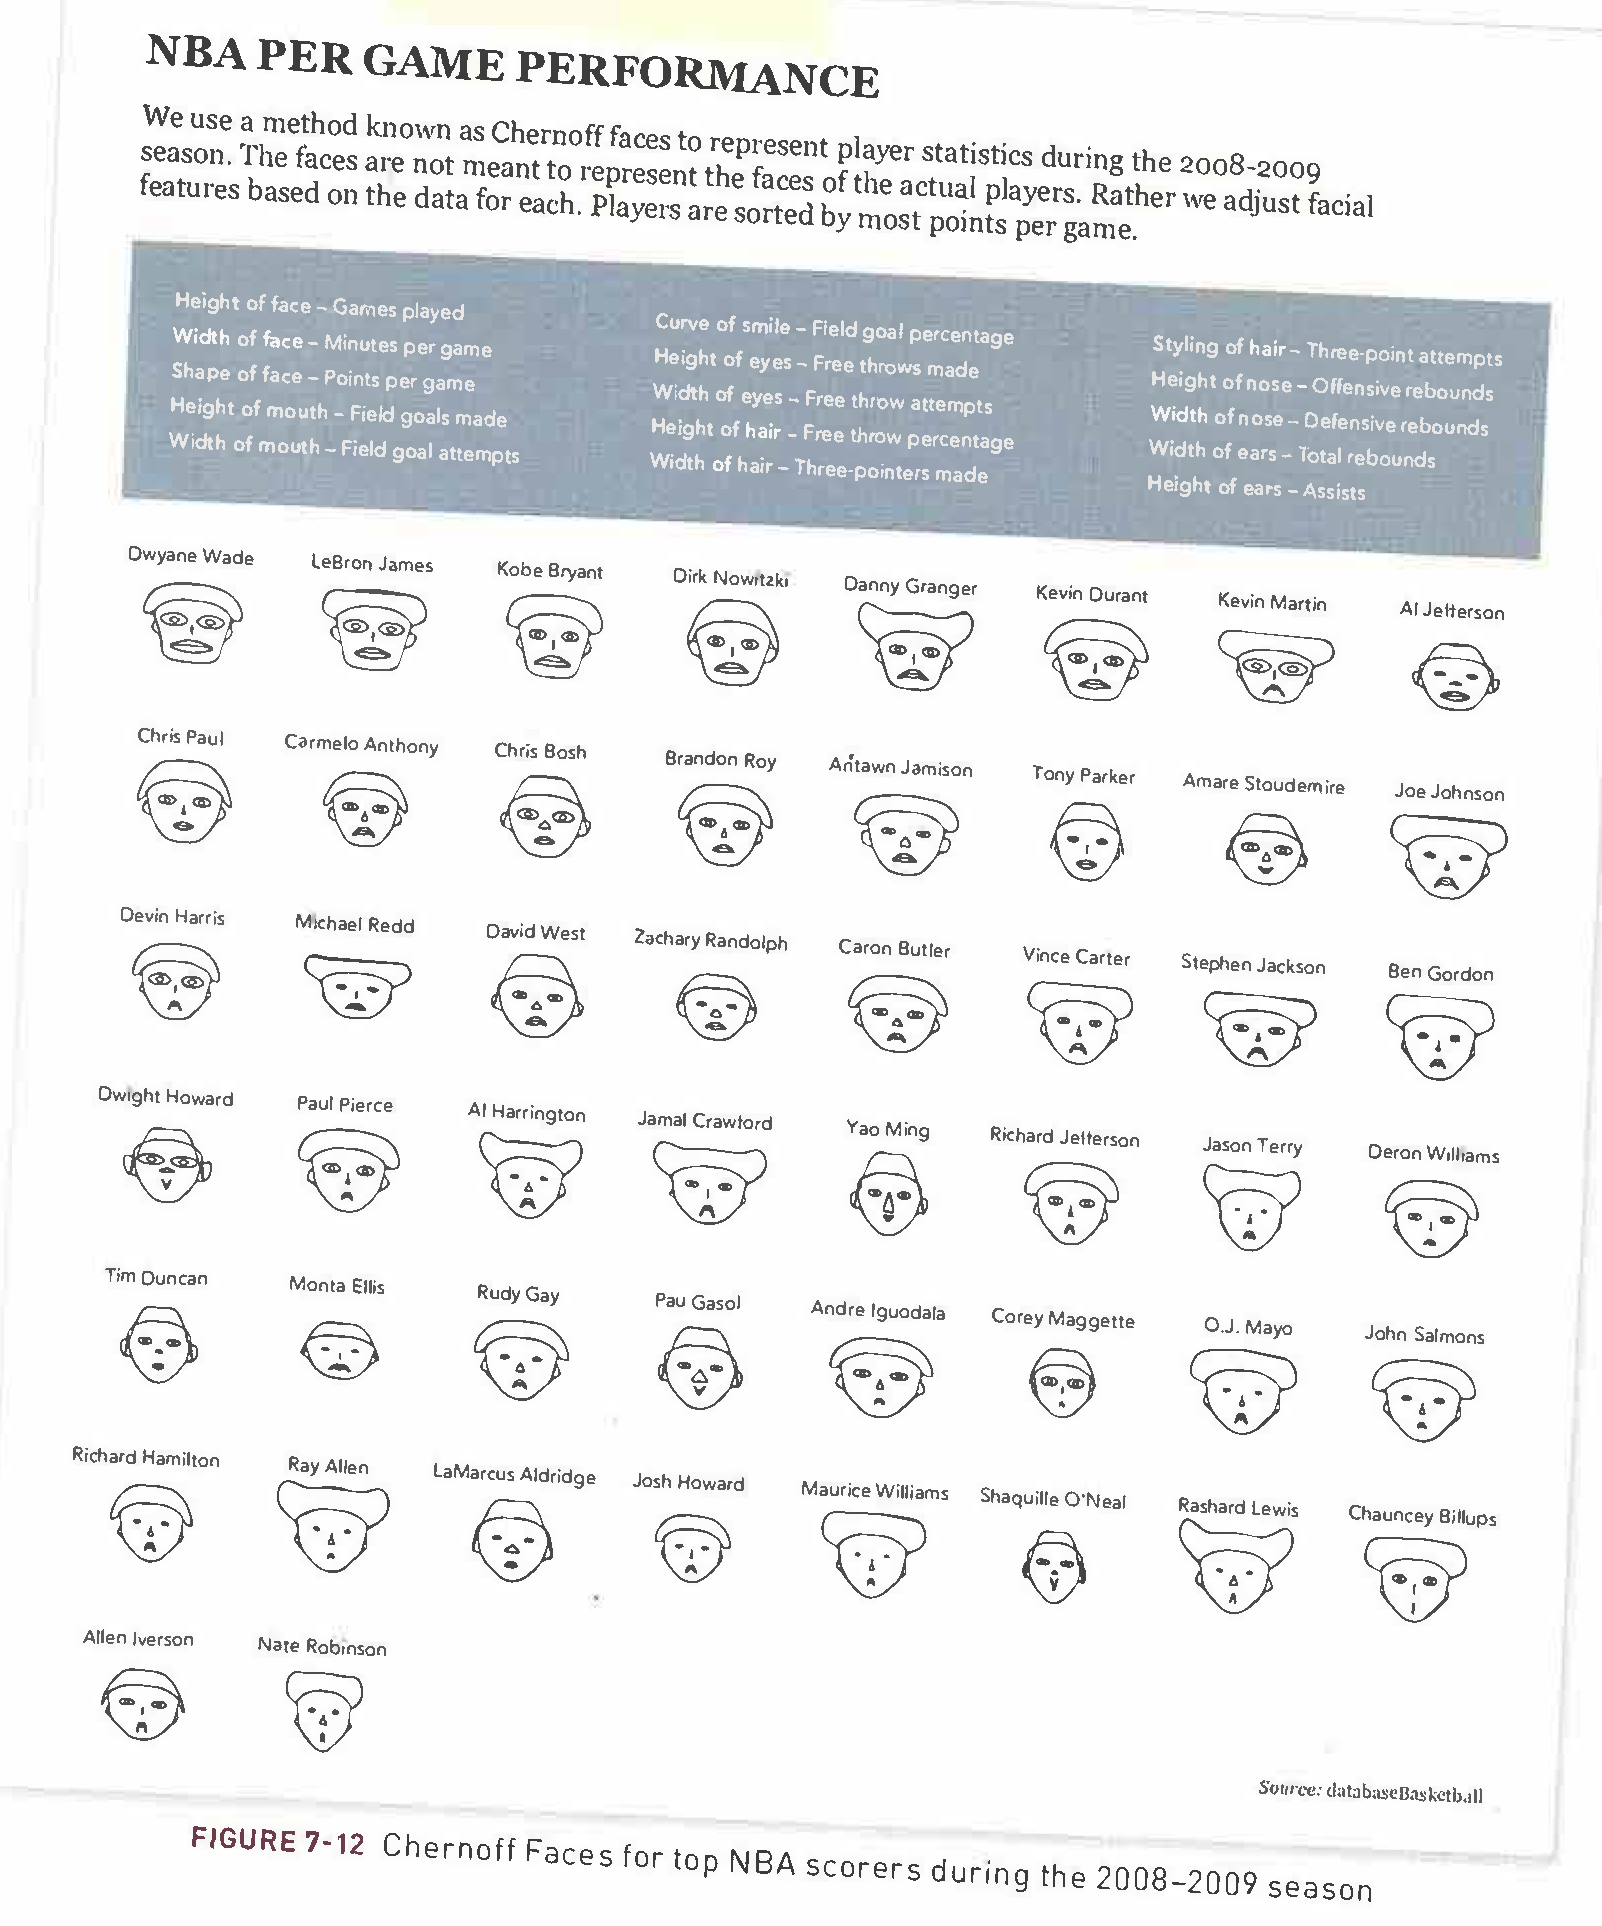 NBA PER GAME PERFORMANCE
We use a method known as Chernoff faces to represent player statistics during the 2008-2009
season. The faces are not meant to represent the faces of the actual players. Rather we adjust facial
features based on the data for each. Players are sorted by most points per game.
Height of face – Games played
Width of face – Minutes per game
Shape of face – Points per game
Height of mouth – Field goals made
Width of mouth – Field goal attempts
Curve of smile – Field goal percentage
Height of eyes – Free throws made
Width of eyes – Free throw attempts
Height of hair – Free throw percentage
Width of hair – Three-pointers made
Styling of hair – Three-point attempts
Height of nose – Offensive rebounds
Width of nose – Defensive rebounds
Width of ears – Total rebounds
Height of ears – Assists
Dwyane Wade LeBron James Kobe Bryant Dirk Nowitzki Danny Granger Kevin Durant Kevin Martin Al Jefferson
Chris Paul Carmelo Anthony Chris Bosh Brandon Roy Antawn Jamison Tony Parker Amare Stoudemire Joe Johnson
Devin Harris Michael Redd David West Zachary Randolph Caron Butler Vince Carter Stephen Jackson Ben Gordon
Dwight Howard Paul Pierce Al Harrington Jamal Crawford Yao Ming Richard Jefferson Jason Terry Deron Williams
Tim Duncan Monta Ellis Rudy Gay Pau Gasol Andre Iguodala Corey Maggette O.J. Mayo John Salmons
Richard Hamilton Ray Allen LaMarcus Aldridge Josh Howard Maurice Williams Shaquille O'Neal Rashard Lewis Chauncey Billups
Allen Iverson Nate Robinson
Source: databaseBasketball
FIGURE 7-12 Chernoff Faces for top NBA scorers during the 2008–2009 season